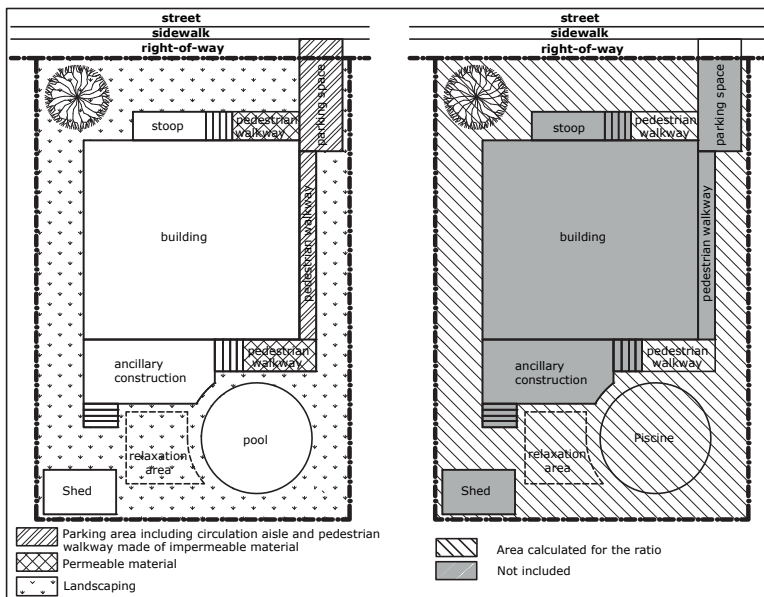 street
sidewalk
right-of-way
stoop
pedestrian
walkway
parking space
building
pedestrian walkway
ancillary
construction
pedestrian
walkway
relaxation
area
pool
Shed
Parking area including circulation aisle and pedestrian
walkway made of impermeable material
Permeable material
Landscaping
street
sidewalk
right-of-way
stoop
pedestrian
walkway
parking space
building
pedestrian walkway
ancillary
construction
pedestrian
walkway
relaxation
area
Piscine
Shed
Area calculated for the ratio
Not included